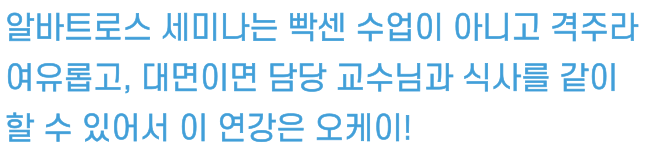 알바트로스 세미나는 빡센 수업이 아니고 격주라
여유롭고, 대면이면 담당 교수님과 식사를 같이
할 수 있어서 이 연강은 오케이!